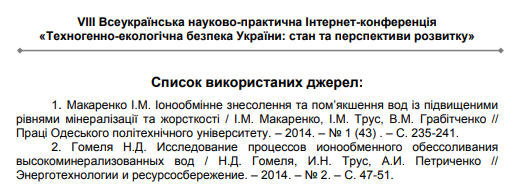 VIII Всеукраїнська науково-практична Інтернет-конференція
«Техногенно-екологічна безпека України: стан та перспективи розвитку»
Список використаних джерел:
1. Макаренко І.М. Іонообмінне знесолення та пом’якшення вод із підвищеними
рівнями мінералізації та жорсткості / І.М. Макаренко, І.М. Трус, В.М. Грабітченко //
Праці Одеського політехнічного університету. – 2014. – № 1 (43) . – С. 235-241.
2. Гомеля Н.Д. Исследование процессов ионообменного обессоливания
высокоминерализованных вод / Н.Д. Гомеля, И.Н. Трус, А.И. Петриченко //
Энерготехнологии и ресурсосбережение. – 2014. – № 2. – С. 47-51.